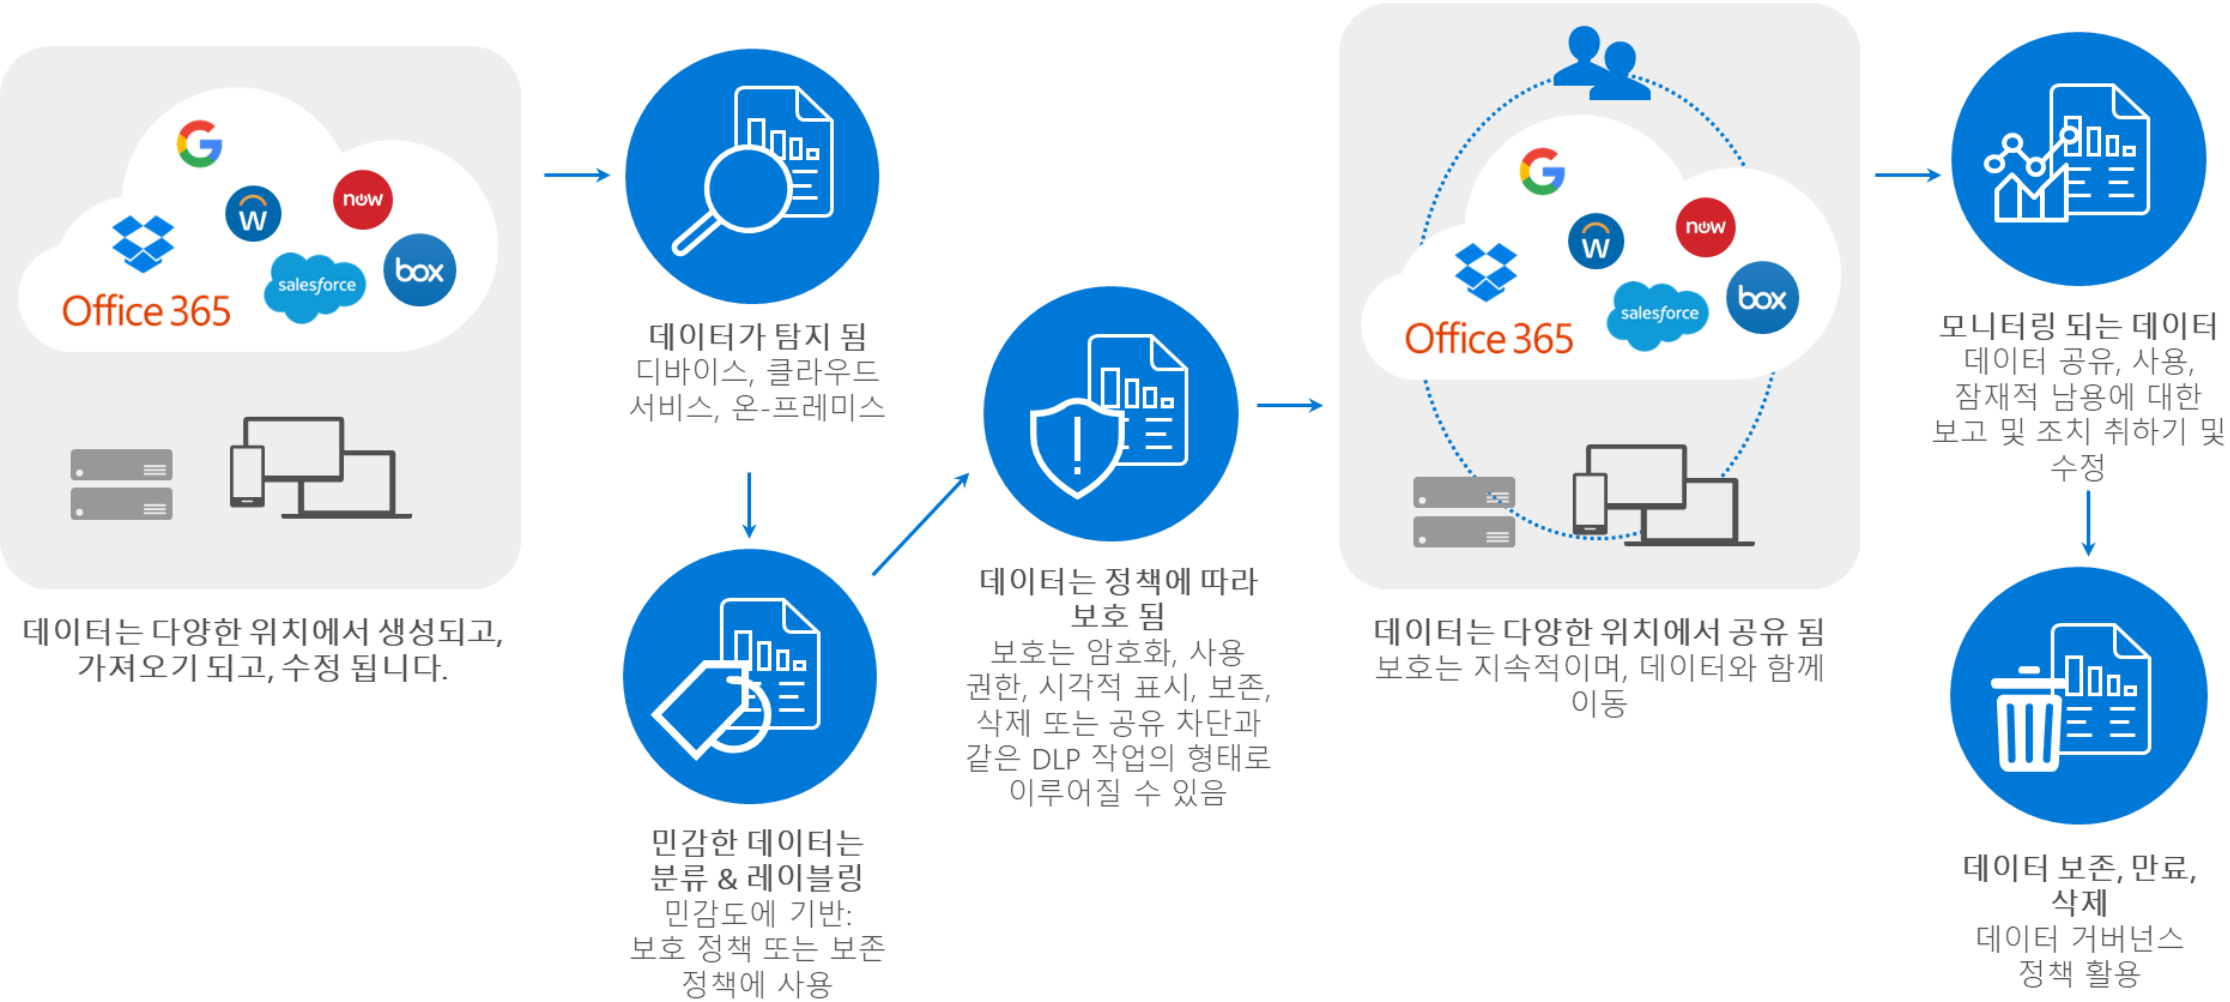 now
W
salesforce
box
Office 365
데이터는 다양한 위치에서 생성되고,
가져오기 되고, 수정 됩니다.
데이터가 탐지 됨
디바이스, 클라우드
서비스, 온-프레미스
민감한 데이터는
분류 & 레이블링
민감도에 기반:
보호 정책 또는 보존
정책에 사용
데이터는 정책에 따라
보호 됨
보호는 암호화, 사용
권한, 시각적 표시, 보존,
삭제 또는 공유 차단과
같은 DLP 작업의 형태로
이루어질 수 있음
now
W
salesforce
box
Office 365
데이터는 다양한 위치에서 공유 됨
보호는 지속적이며, 데이터와 함께
이동
모니터링 되는 데이터
데이터 공유, 사용,
잠재적 남용에 대한
보고 및 조치 취하기 및
수정
데이터 보존, 만료,
삭제
데이터 거버넌스
정책 활용